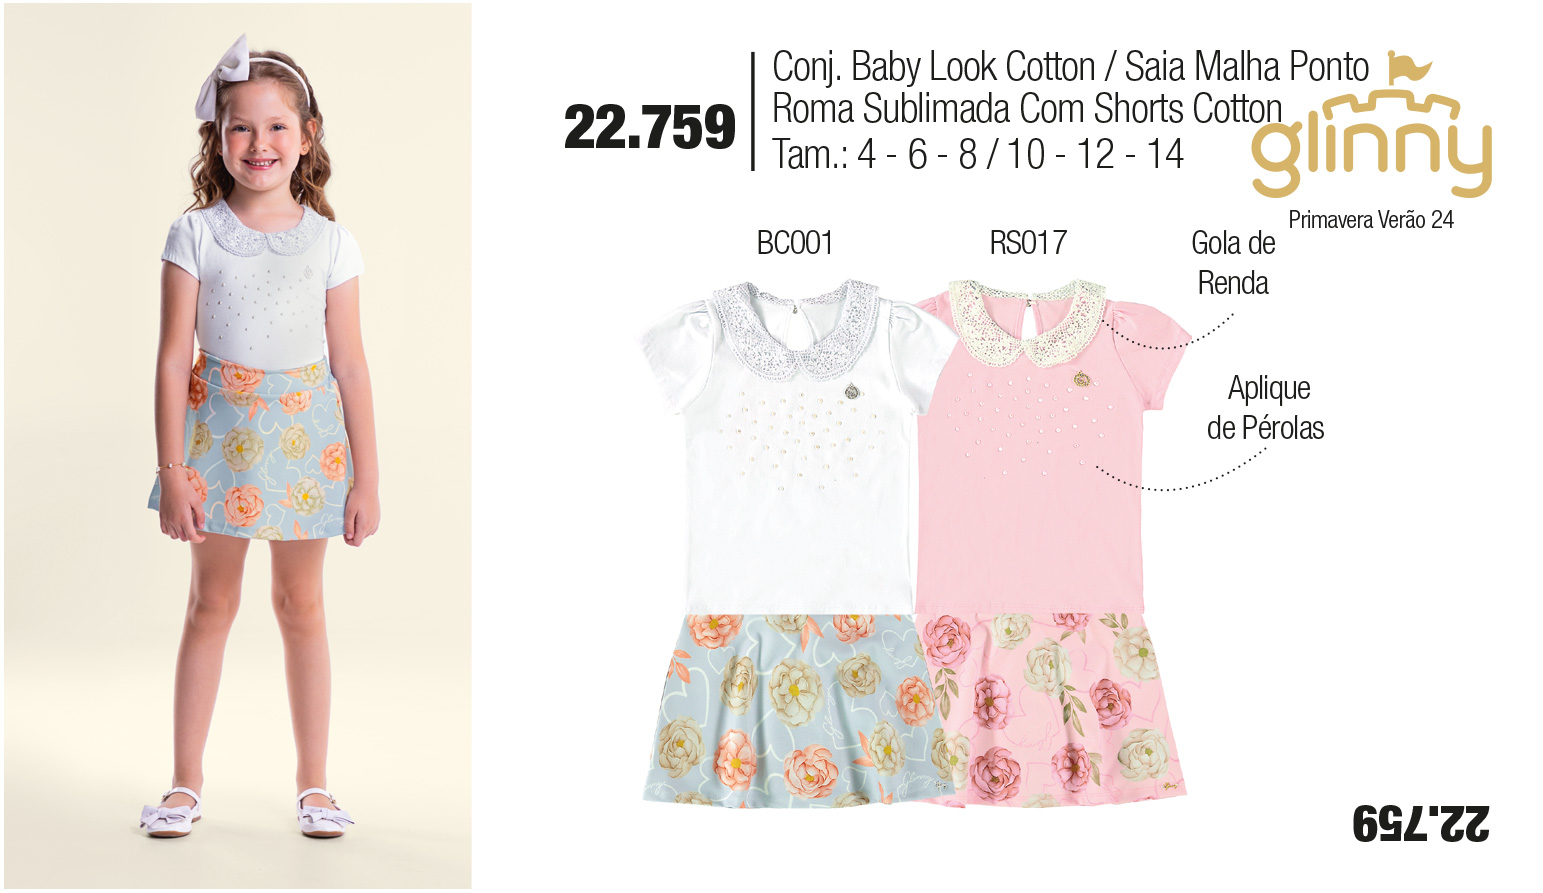 22.759
Conj. Baby Look Cotton / Saia Malha Ponto
Roma Sublimada Com Shorts Cotton
Tam.: 4 - 6 - 8 / 10 - 12 - 14
glinny
Primavera Verão 24
BC001
RS017
Gola de
Renda
Aplique
de Pérolas
22.759